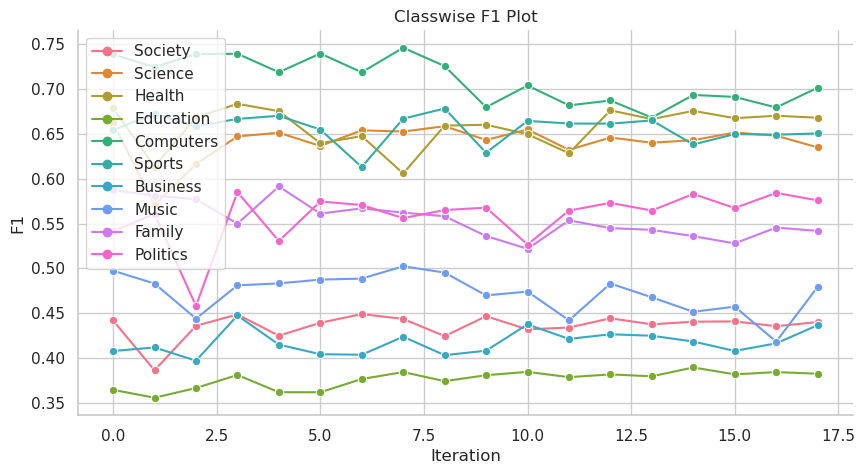 Classwise F1 Plot
0.75
0.70
0.65
0.60
0.55
0.50
0.45
0.40
0.35
F1
Society
Science
Health
Education
Computers
Sports
Business
Music
Family
Politics
0.0 2.5 5.0 7.5 10.0 12.5 15.0 17.5
Iteration